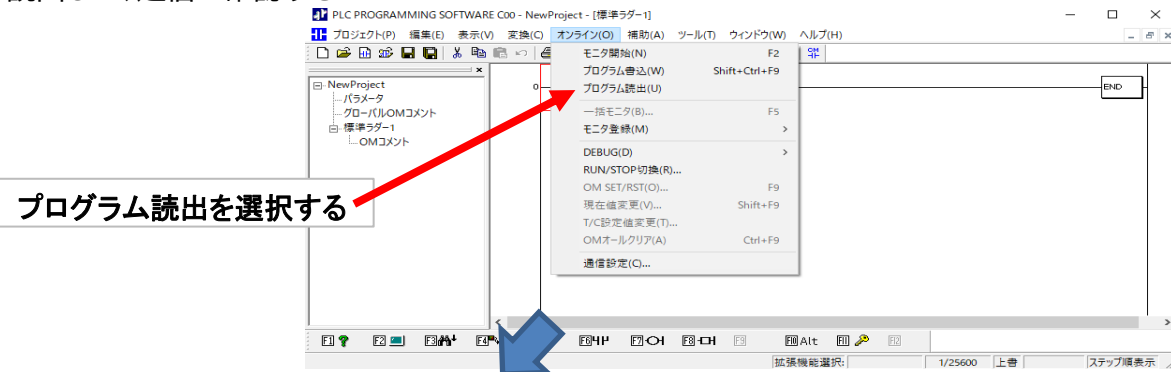 PLC PROGRAMMING SOFTWARE C00 - NewProject - [標準ラダー1]
プロジェクト(P) 編集(E) 表示(V) 変換(C) オンライン(O) 補助(A) ツール(T) ウィンドウ(W) ヘルプ(H)
モニタ開始(N) F2
プログラム書込(W) Shift+Ctrl+F9
プログラム読出(U)
一括モニタ(B)... F5
モニタ登録(M)
DEBUG(D)
RUN/STOP切換(R)...
OM SET/RST(O)... F9
現在値変更(V)... Shift+F9
T/C設定値変更(T)...
OMオールクリア(A) Ctrl+F9
通信設定(C)...
NewProject
パラメータ
グローバルOMコメント
標準ラダー1
OMコメント
0
END
プログラム読出を選択する
F1 F2 F3 F4 F6 F7 F8 F9 F10 Alt F11 F12
拡張機能選択: 1/25600 上書 ステップ順表示